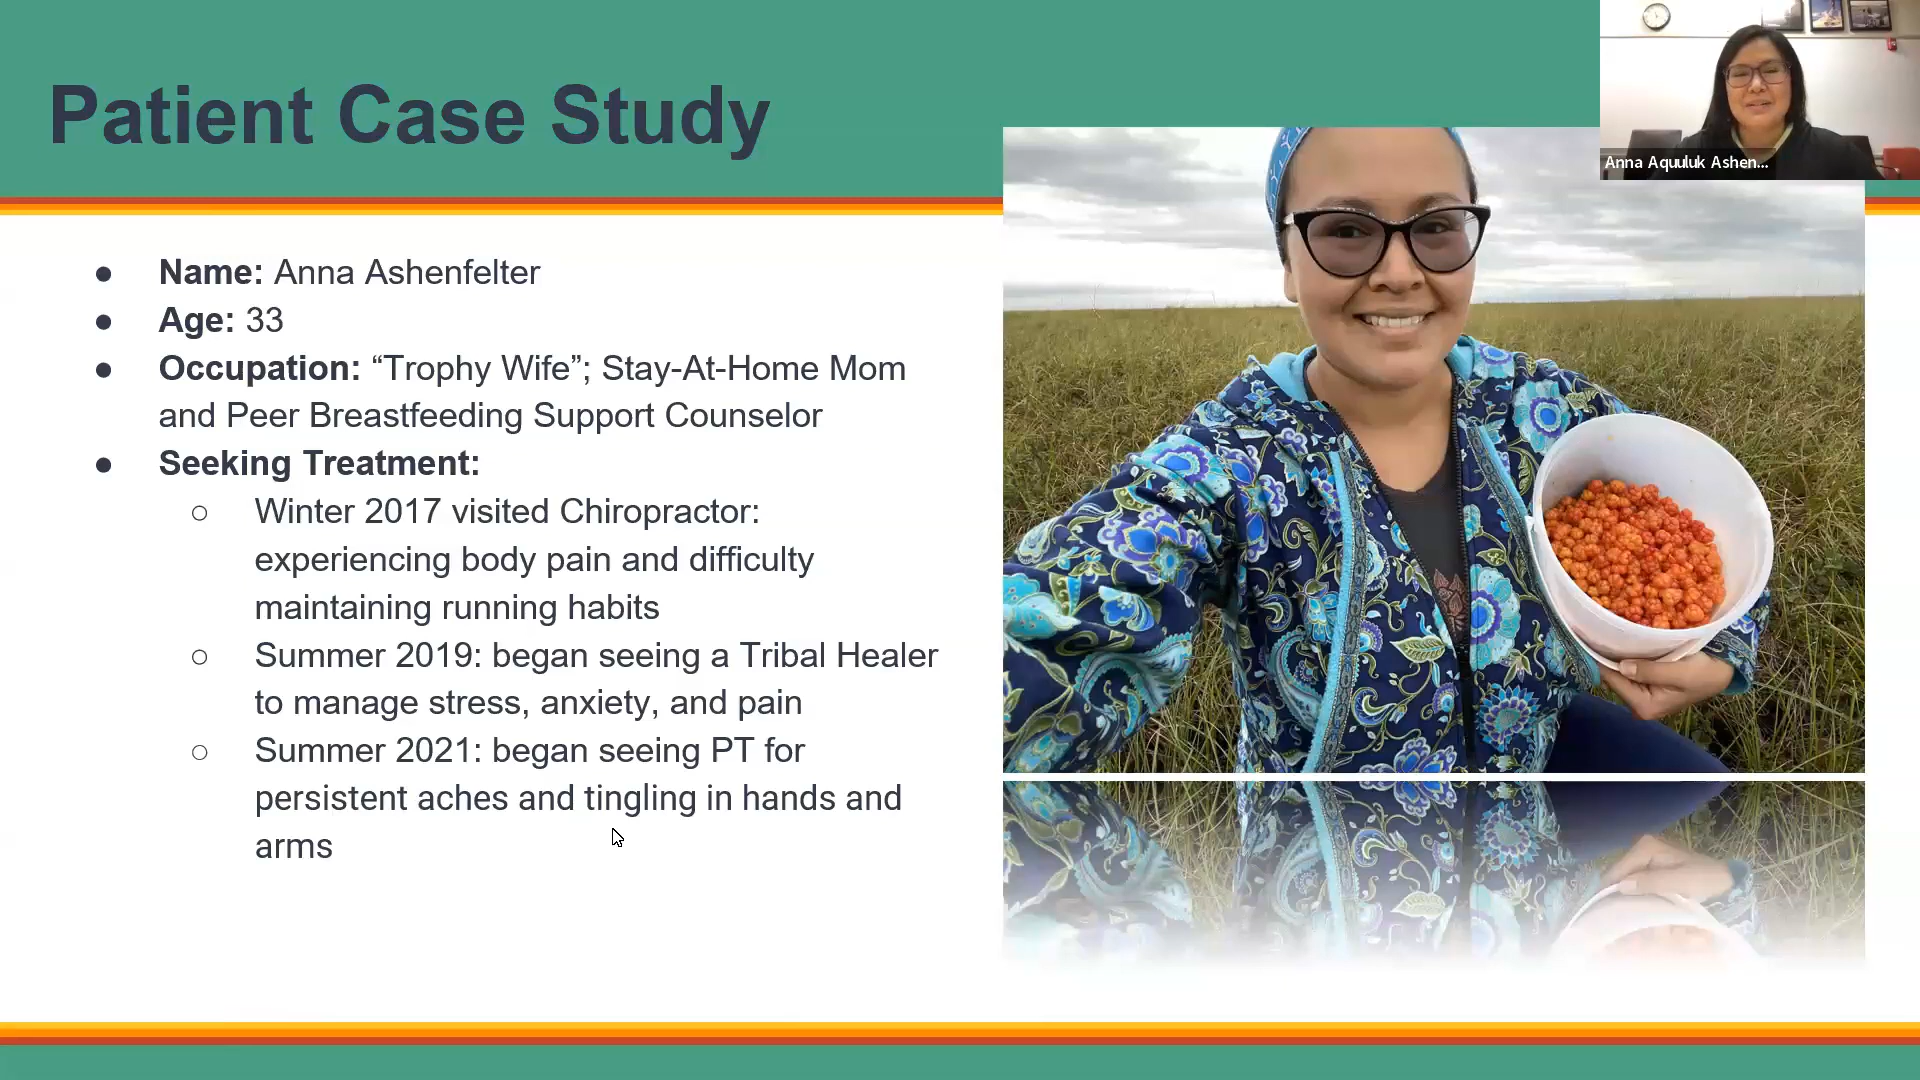 Patient Case Study
Anna Aquuluk Ashen...
● Name: Anna Ashenfelter
● Age: 33
● Occupation: “Trophy Wife”; Stay-At-Home Mom
and Peer Breastfeeding Support Counselor
● Seeking Treatment:
○ Winter 2017 visited Chiropractor:
experiencing body pain and difficulty
maintaining running habits
○ Summer 2019: began seeing a Tribal Healer
to manage stress, anxiety, and pain
○ Summer 2021: began seeing PT for
persistent aches and tingling in hands and
arms